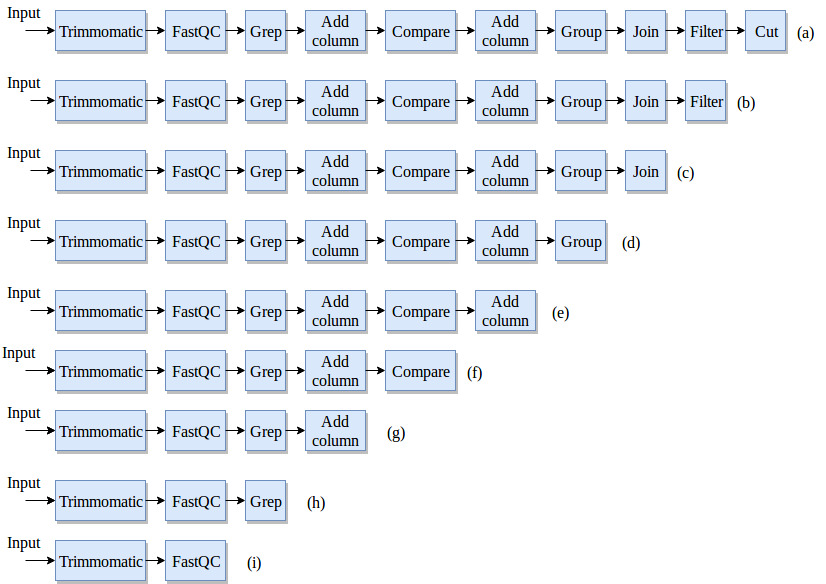 Input
Trimmomatic FastQC Grep Add column Compare Add column Group Join Filter Cut (a)
Input
Trimmomatic FastQC Grep Add column Compare Add column Group Join Filter (b)
Input
Trimmomatic FastQC Grep Add column Compare Add column Group Join (c)
Input
Trimmomatic FastQC Grep Add column Compare Add column Group (d)
Input
Trimmomatic FastQC Grep Add column Compare Add column (e)
Input
Trimmomatic FastQC Grep Add column Compare (f)
Input
Trimmomatic FastQC Grep Add column (g)
Input
Trimmomatic FastQC Grep (h)
Input
Trimmomatic FastQC (i)